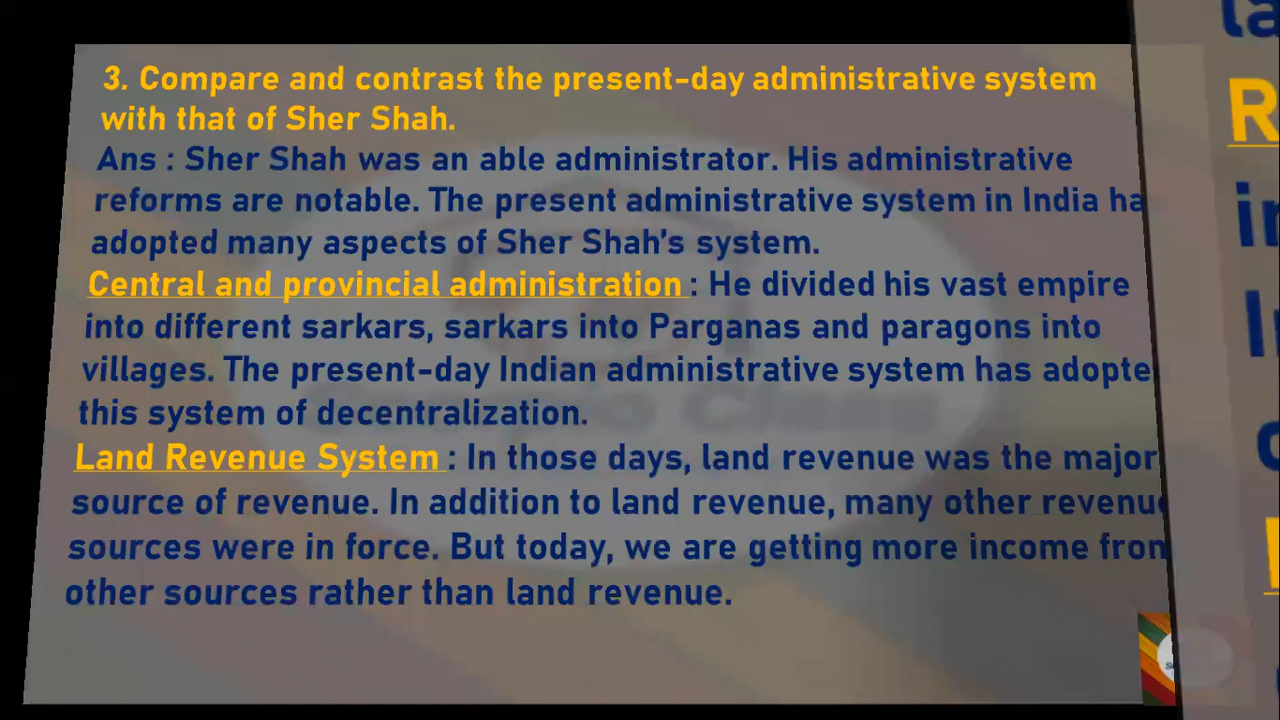 3. Compare and contrast the present-day administrative system
with that of Sher Shah.
Ans : Sher Shah was an able administrator. His administrative
reforms are notable. The present administrative system in India ha
adopted many aspects of Sher Shah's system.
Central and provincial administration : He divided his vast empire
into different sarkars, sarkars into Parganas and paragons into
villages. The present-day Indian administrative system has adopte
this system of decentralization.
Land Revenue System : In those days, land revenue was the major
source of revenue. In addition to land revenue, many other revenue
sources were in force. But today, we are getting more income from
other sources rather than land revenue.
la
R
in